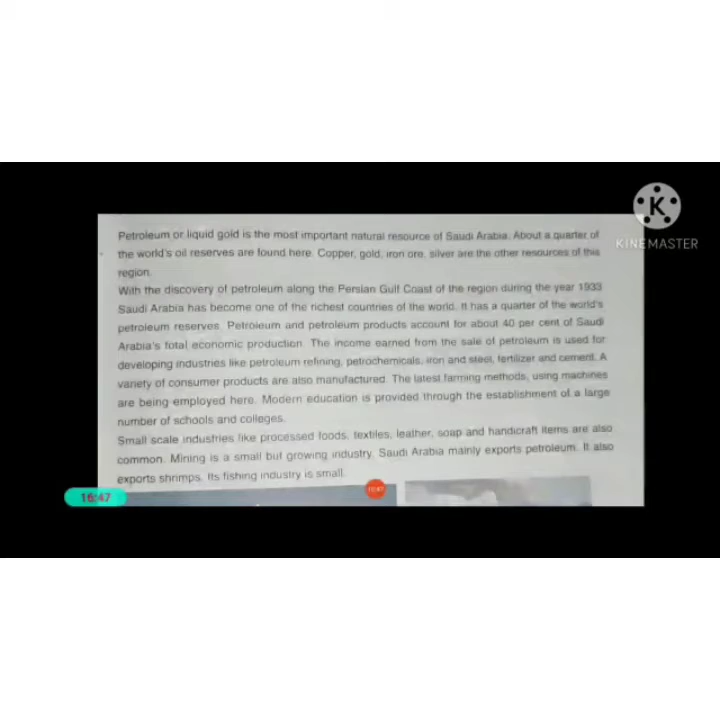 Petroleum or liquid gold is the most important natural resource of Saudi Arabia. About a quarter of
the world's oil reserves are found here. Copper, gold, iron ore, silver are the other resources of this
region.
With the discovery of petroleum along the Persian Gulf Coast of the region during the year 1933
Saudi Arabia has become one of the richest countries of the world. It has a quarter of the world's
petroleum reserves. Petroleum and petroleum products account for about 40 per cent of Saudi
Arabia's total economic production. The income earned from the sale of petroleum is used for
developing industries like petroleum refining, petrochemicals, iron and steel, fertilizer and cement. A
variety of consumer products are also manufactured. The latest farming methods, using machines
are being employed here. Modern education is provided through the establishment of a large
number of schools and colleges.
Small scale industries like processed foods, textiles, leather, soap and handicraft items are also
common. Mining is a small but growing industry. Saudi Arabia mainly exports petroleum. It also
exports shrimps. Its fishing industry is small.
K
KINEMASTER
16:47
16:47